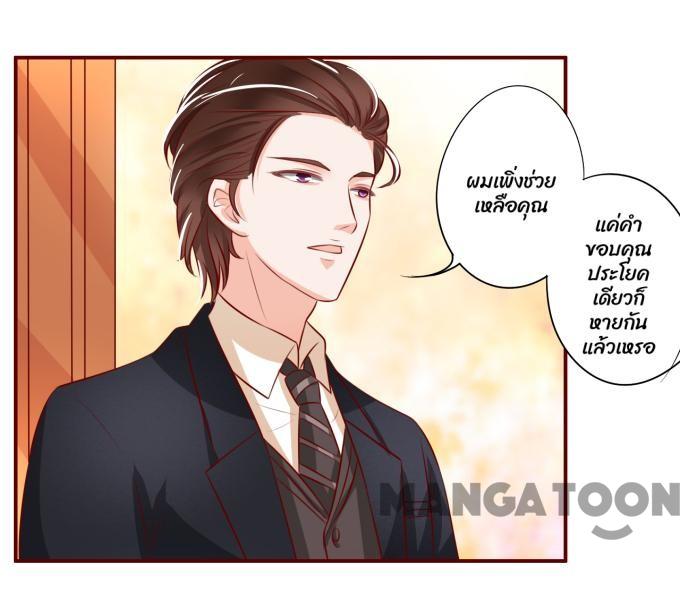 ผมเพิ่งช่วย
เหลือคุณ
แค่คำ
ขอบคุณ
ประโยค
เดียวก็
หายกัน
แล้วเหรอ
MANGATOON